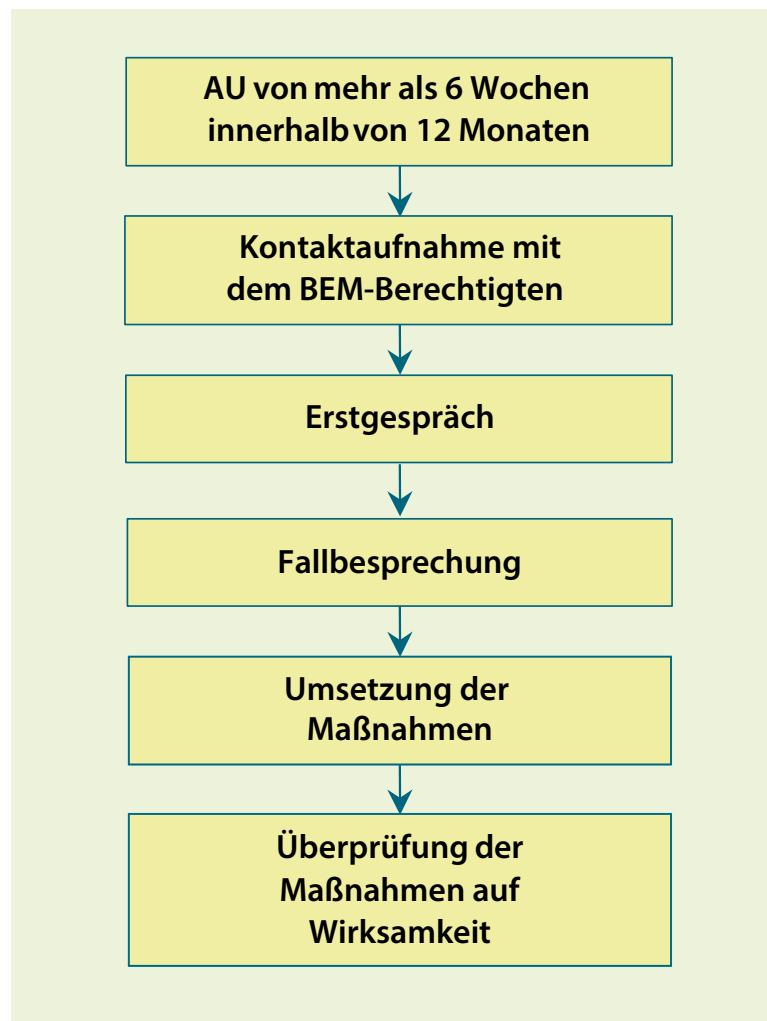 AU von mehr als 6 Wochen
innerhalb von 12 Monaten
Kontaktaufnahme mit
dem BEM-Berechtigten
Erstgespräch
Fallbesprechung
Umsetzung der
Maßnahmen
Überprüfung der
Maßnahmen auf
Wirksamkeit